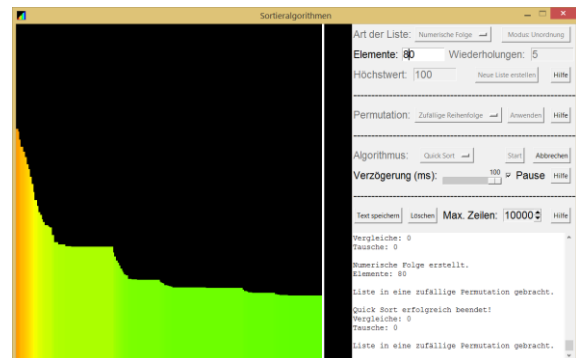 Sortieralgorithmen
Art der Liste: Numerische Folge Modus: Unordnung
Elemente: 80 Wiederholungen: 5
Höchstwert: 100 Neue Liste erstellen Hilfe
Permutation: Zufällige Reihenfolge Anwenden Hilfe
Algorithmus: Quick Sort Start Abbrechen
Verzögerung (ms): 100 Pause Hilfe
Text speichern Löschen Max. Zeilen: 10000 Hilfe
Vergleiche: 0
Tausche: 0
Numerische Folge erstellt.
Elemente: 80
Liste in eine zufällige Permutation gebracht.
Quick Sort erfolgreich beendet!
Vergleiche: 0
Tausche: 0
Liste in eine zufällige Permutation gebracht.